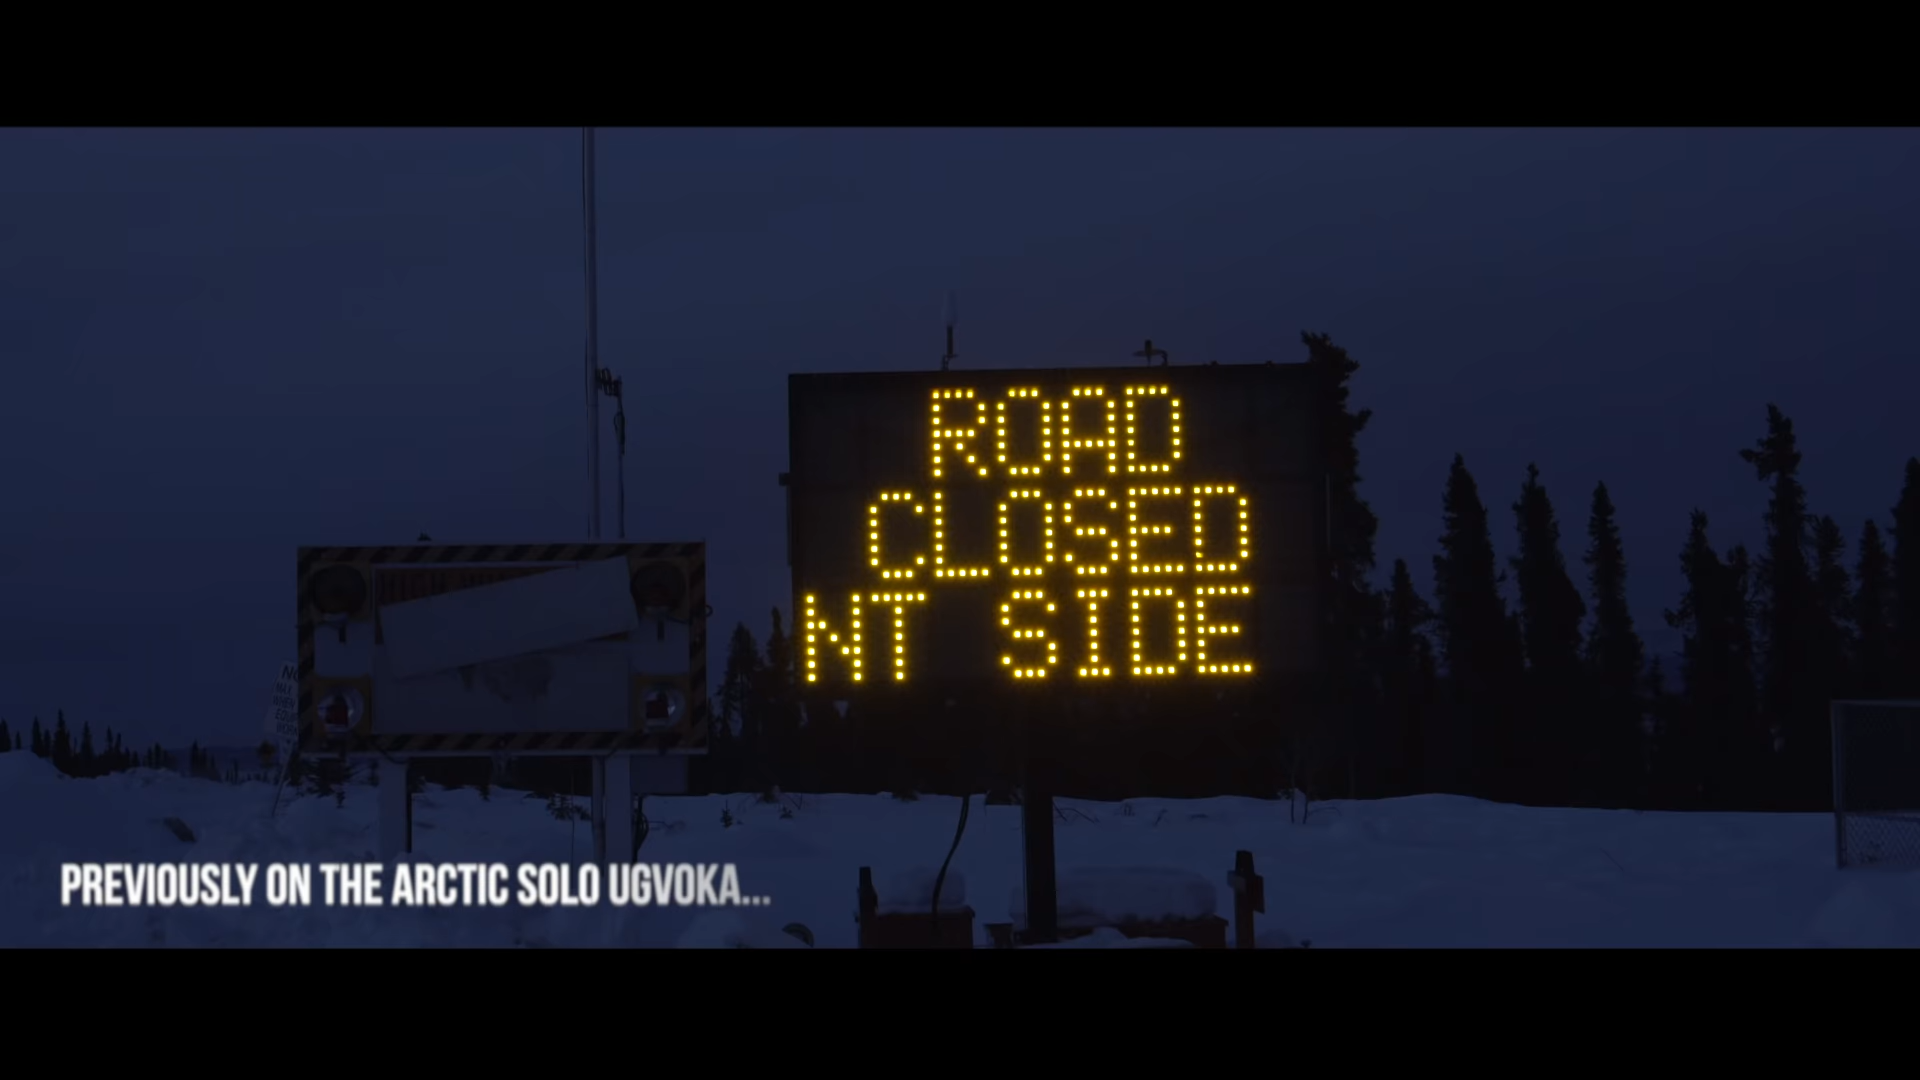 ROAD
CLOSED
NT SIDE
PREVIOUSLY ON THE ARCTIC SOLO UGVOKA...